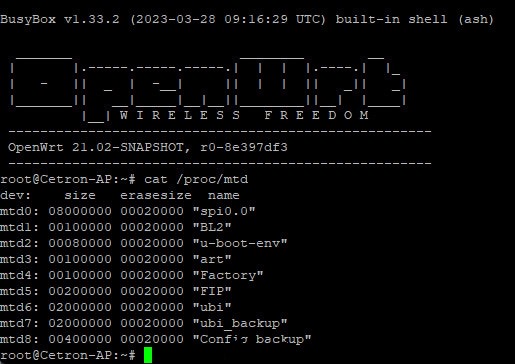 BusyBox v1.33.2 (2023-03-28 09:16:29 UTC) built-in shell (ash)
OpenWrt
W I R E L E S S   F R E E D O M
OpenWrt 21.02-SNAPSHOT, r0-8e397df3
root@Cetron-AP:~# cat /proc/mtd
dev:    size   erasesize  name
mtd0: 08000000 00020000 "spi0.0"
mtd1: 00100000 00020000 "BL2"
mtd2: 00080000 00020000 "u-boot-env"
mtd3: 00100000 00020000 "art"
mtd4: 00100000 00020000 "Factory"
mtd5: 00200000 00020000 "FIP"
mtd6: 02000000 00020000 "ubi"
mtd7: 02000000 00020000 "ubi_backup"
mtd8: 00400000 00020000 "Config backup"
root@Cetron-AP:~#